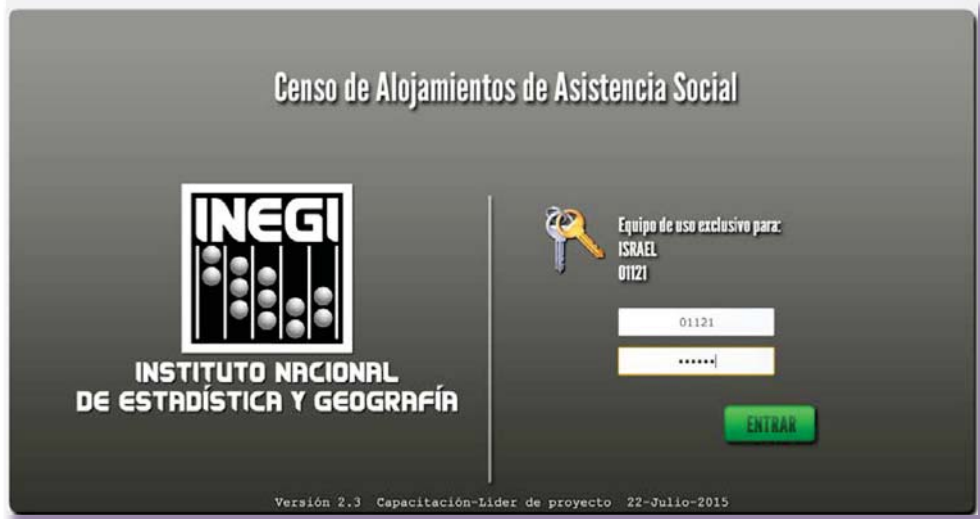 Censo de Alojamientos de Asistencia Social
INEGI
INSTITUTO NACIONAL
DE ESTADÍSTICA Y GEOGRAFÍA
Equipo de uso exclusivo para:
ISRAEL
01121
01121
••••••
ENTRAR
Versión 2.3 Capacitación-Lider de proyecto 22-Julio-2015